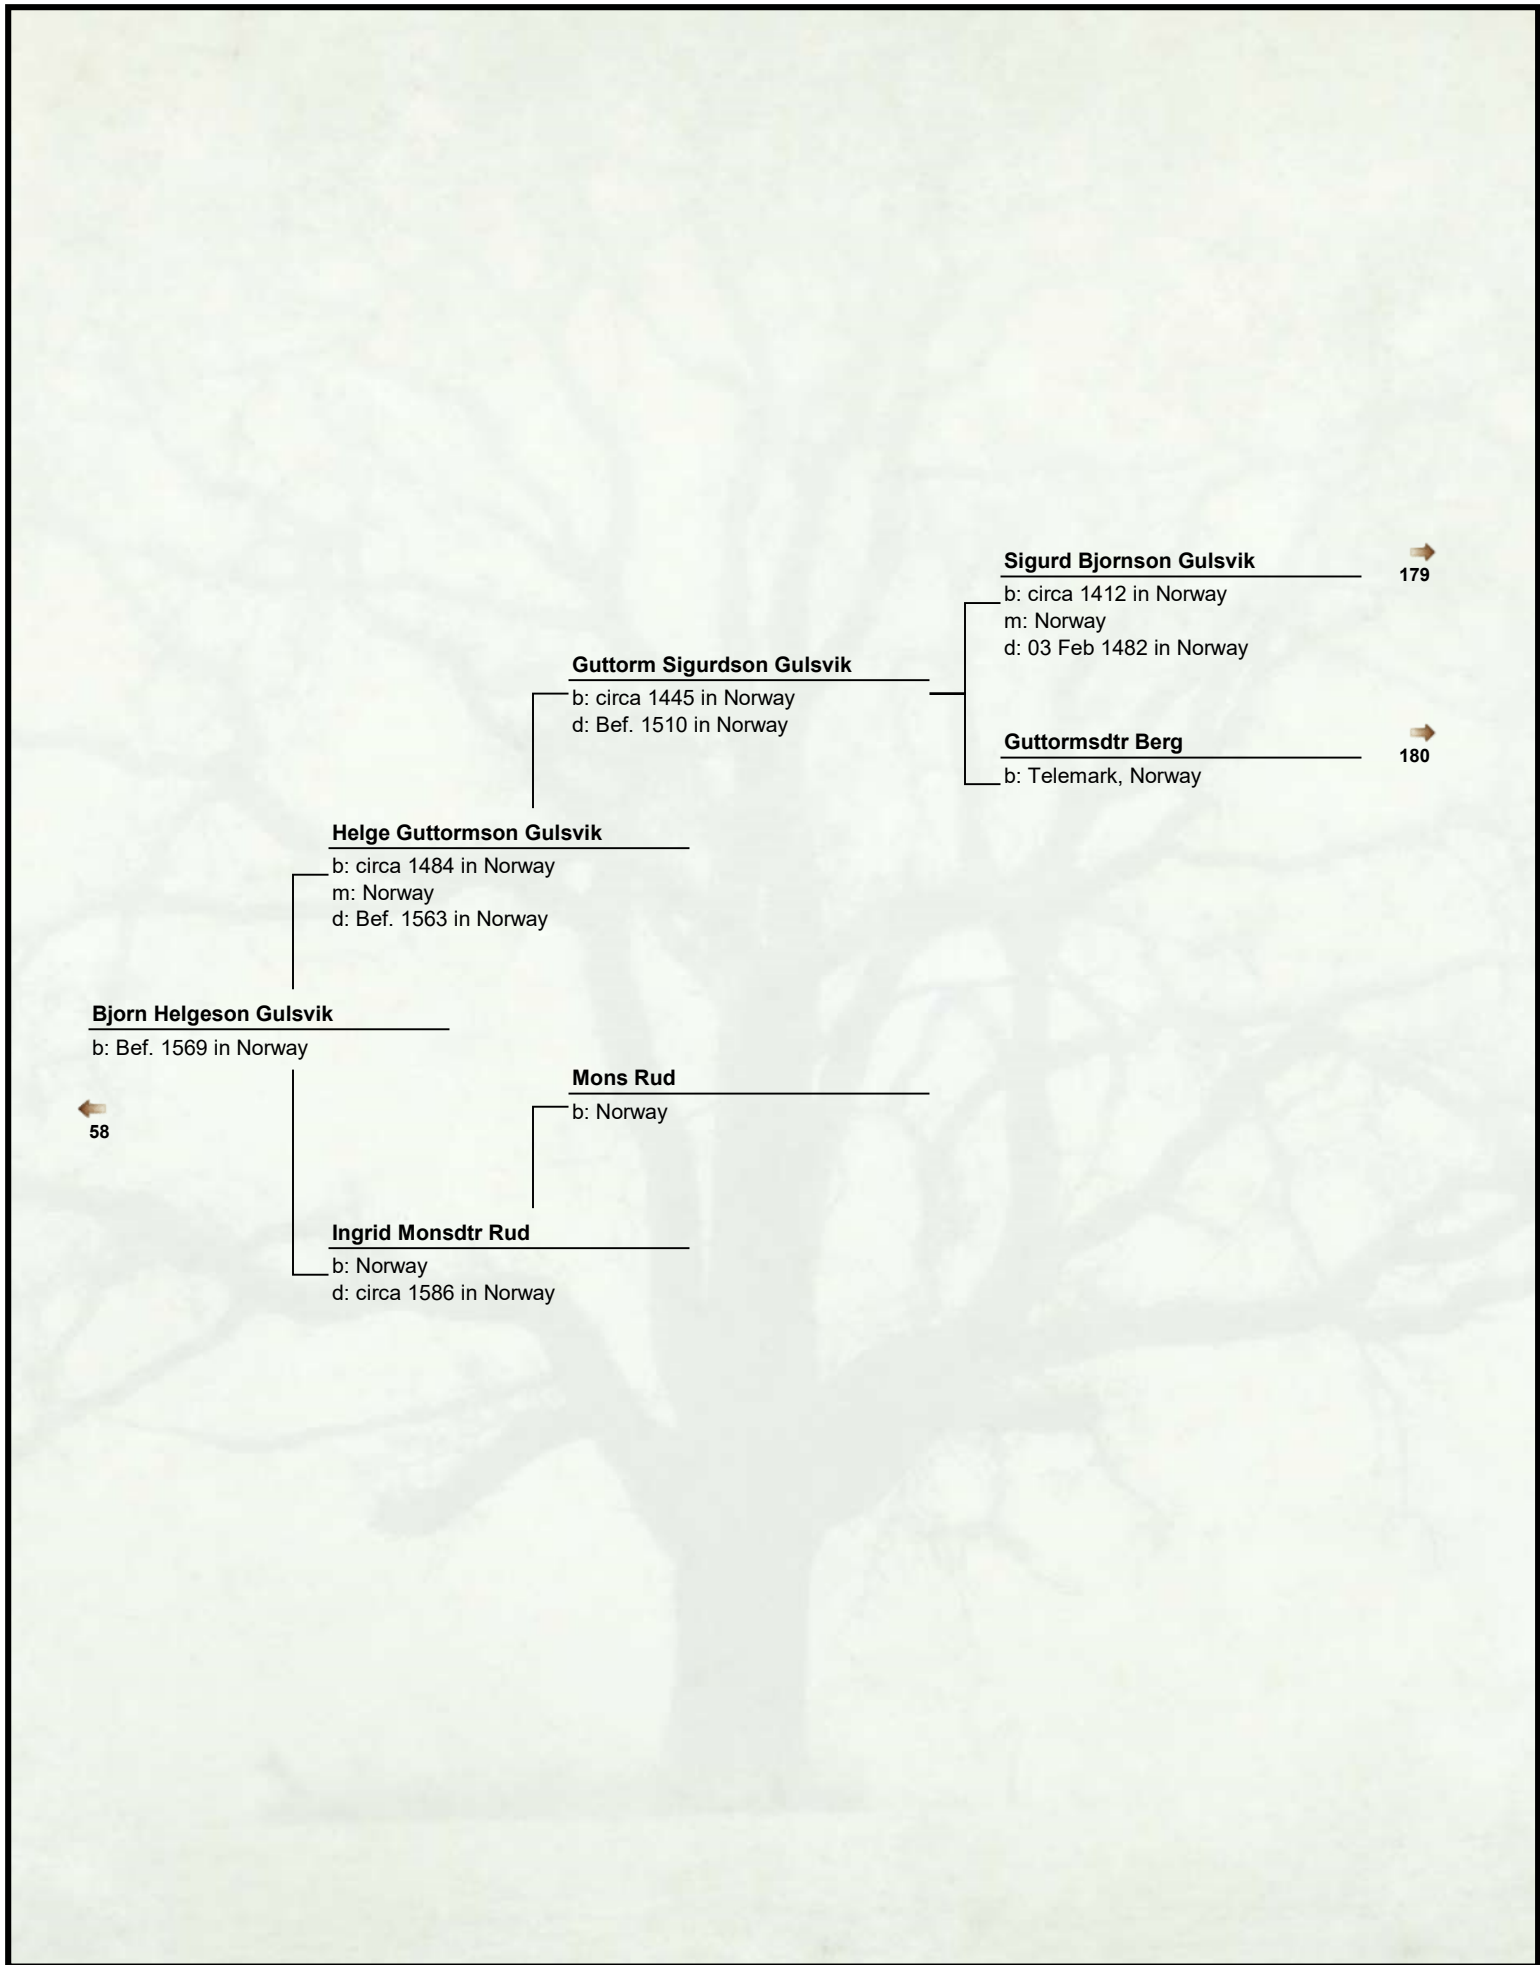 Sigurd Bjornson Gulsvik
179
b: circa 1412 in Norway
m: Norway
d: 03 Feb 1482 in Norway
Guttorm Sigurdson Gulsvik
b: circa 1445 in Norway
d: Bef. 1510 in Norway
Guttormsdtr Berg
180
b: Telemark, Norway
Helge Guttormson Gulsvik
b: circa 1484 in Norway
m: Norway
d: Bef. 1563 in Norway
Bjorn Helgeson Gulsvik
b: Bef. 1569 in Norway
58
Mons Rud
b: Norway
Ingrid Monsdtr Rud
b: Norway
d: circa 1586 in Norway